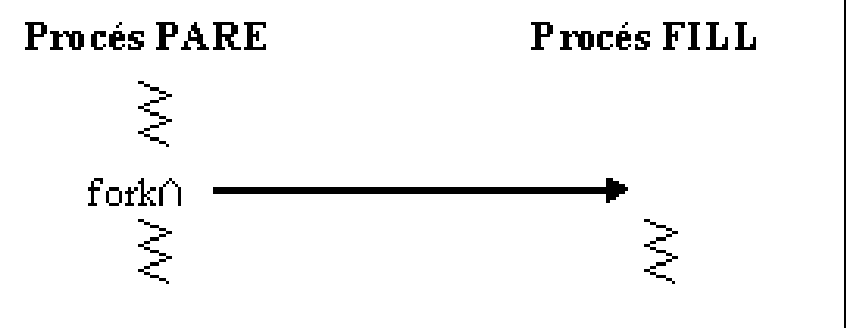 Procés PARE
Procés FILL
fork∩